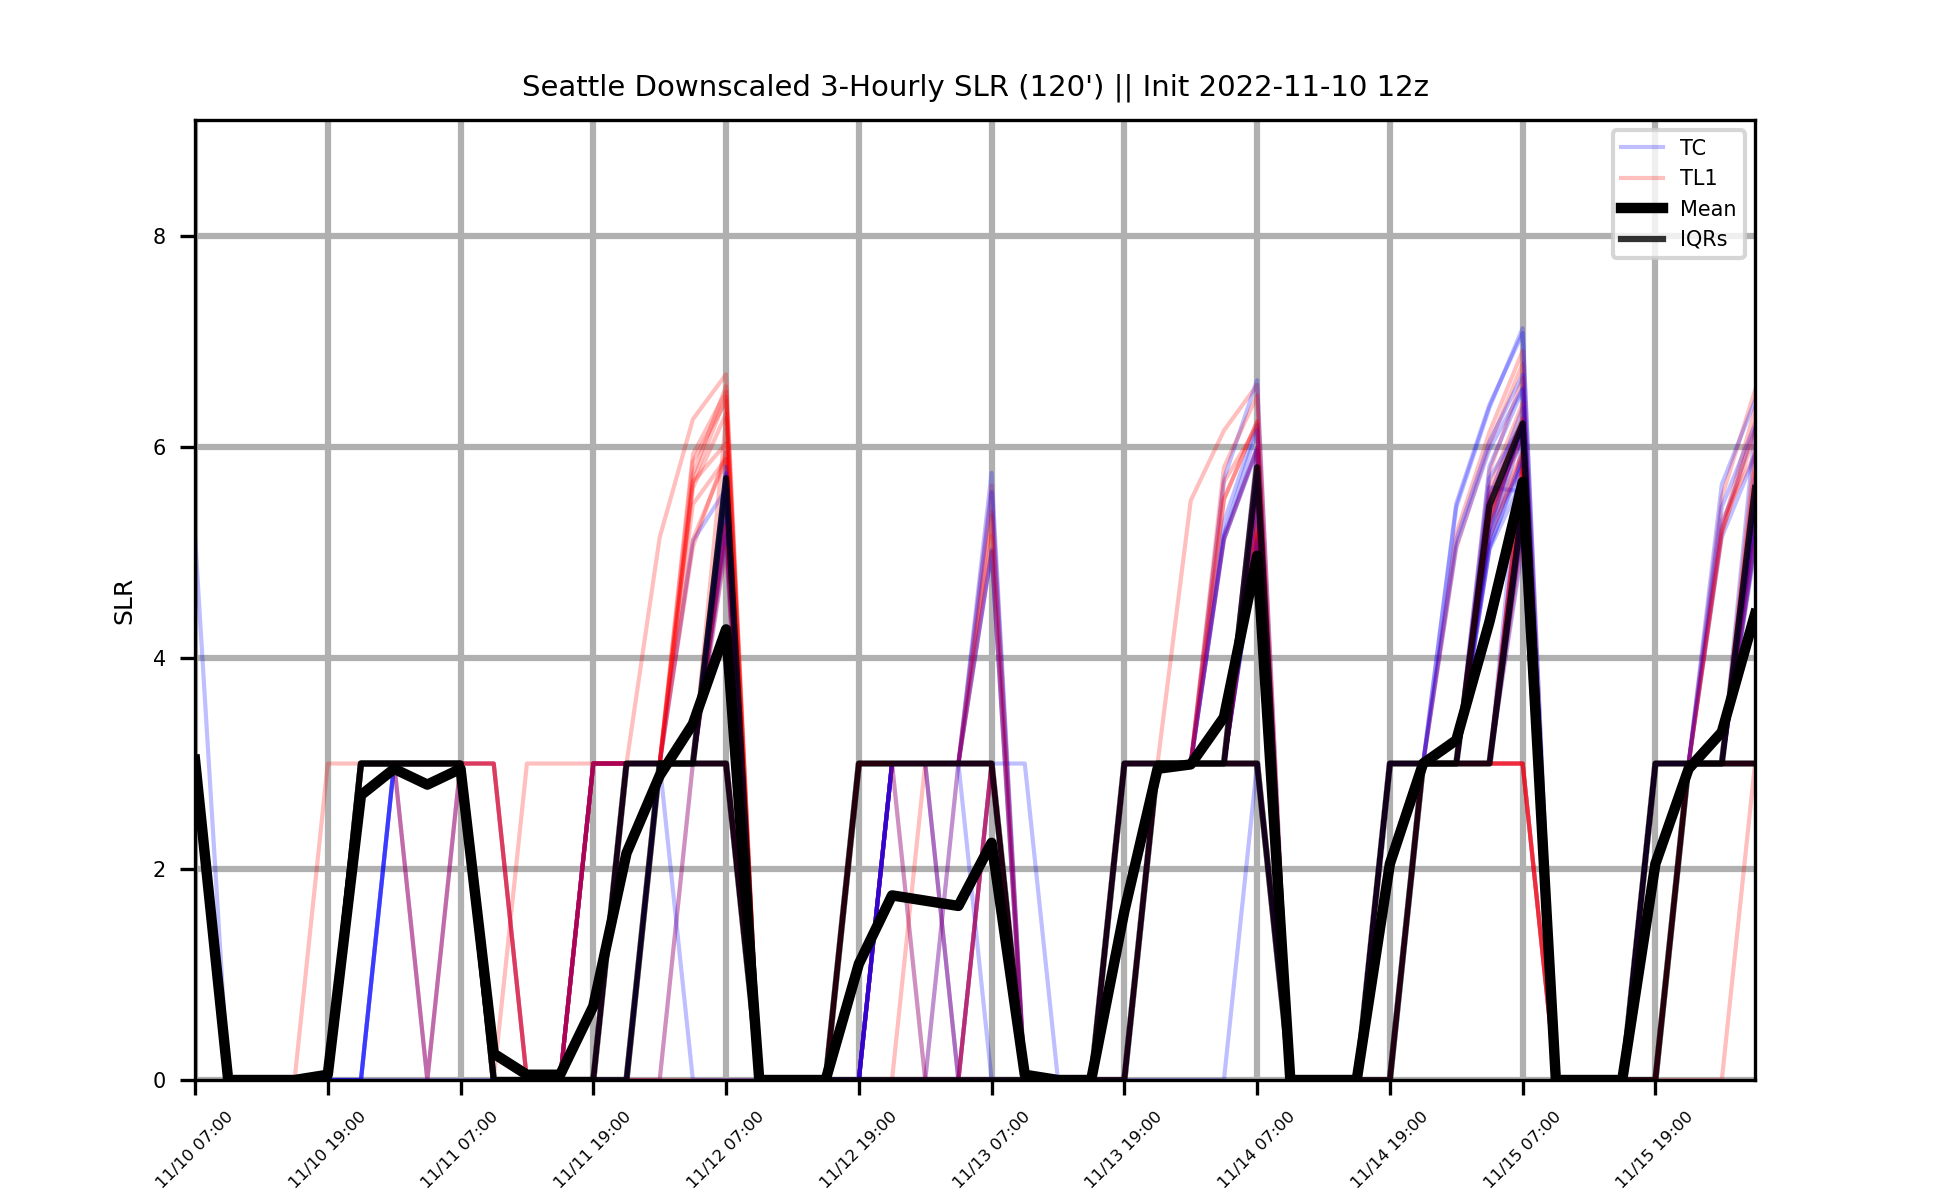 Seattle Downscaled 3-Hourly SLR (120') || Init 2022-11-10 12z
TC
TL1
Mean
IQRs
SLR
8
6
4
2
0
11/10 07:00
11/10 19:00
11/11 07:00
11/11 19:00
11/12 07:00
11/12 19:00
11/13 07:00
11/13 19:00
11/14 07:00
11/14 19:00
11/15 07:00
11/15 19:00